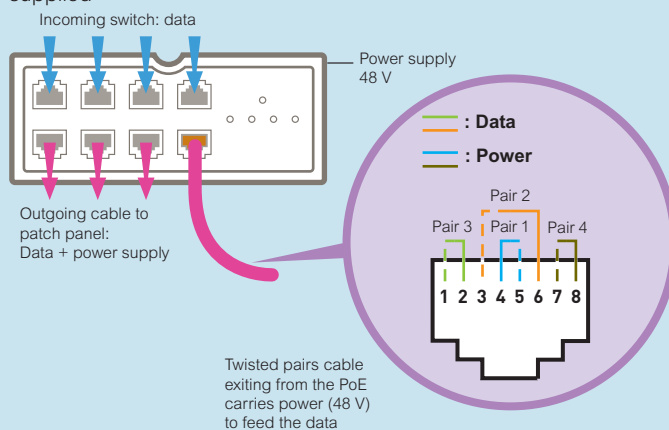 supplied
Incoming switch: data
Power supply
48 V
: Data
: Power
Pair 2
Pair 3 Pair 1 Pair 4
1 2 3 4 5 6 7 8
Outgoing cable to
patch panel:
Data + power supply
Twisted pairs cable
exiting from the PoE
carries power (48 V)
to feed the data